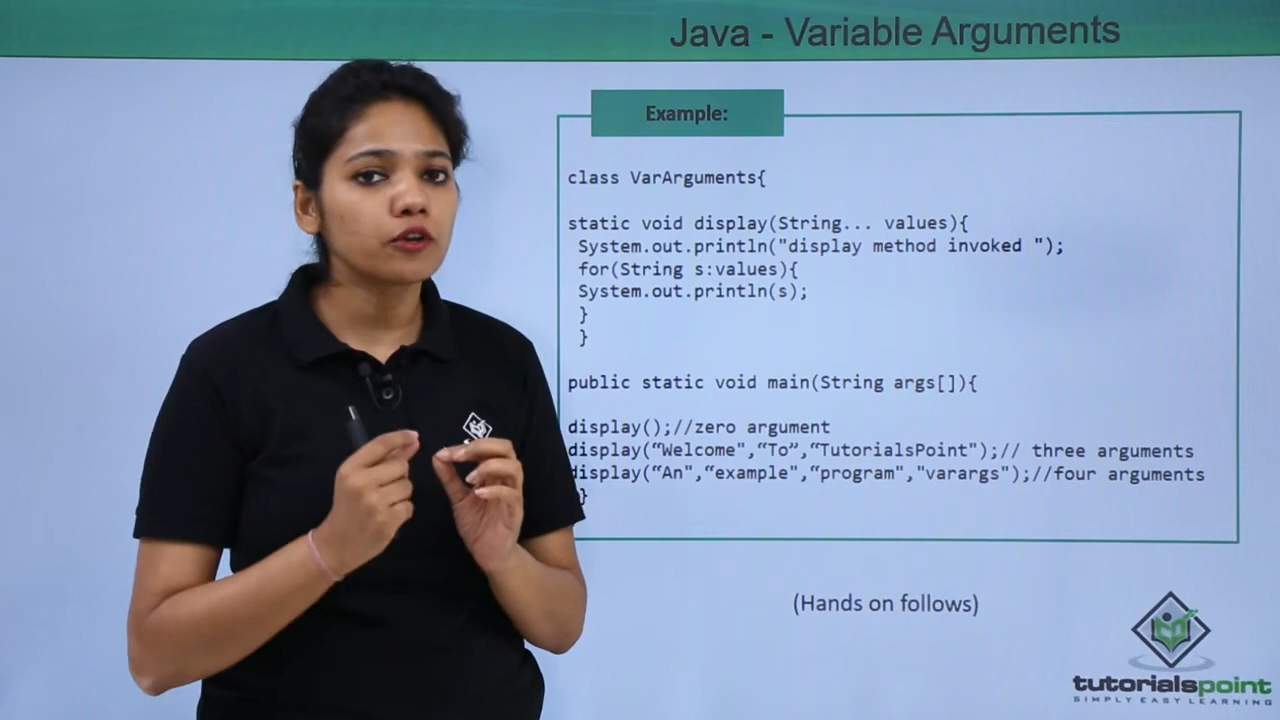 Java - Variable Arguments
Example:
class VarArguments{
static void display(String... values){
System.out.println("display method invoked ");
for(String s:values){
System.out.println(s);
}
}
public static void main(String args[]){
display();//zero argument
display(“Welcome",“To”,“TutorialsPoint");// three arguments
display(“An",“example",“program","varargs");//four arguments
}
(Hands on follows)
tutorialspoint
SIMPLY EASY LEARNING